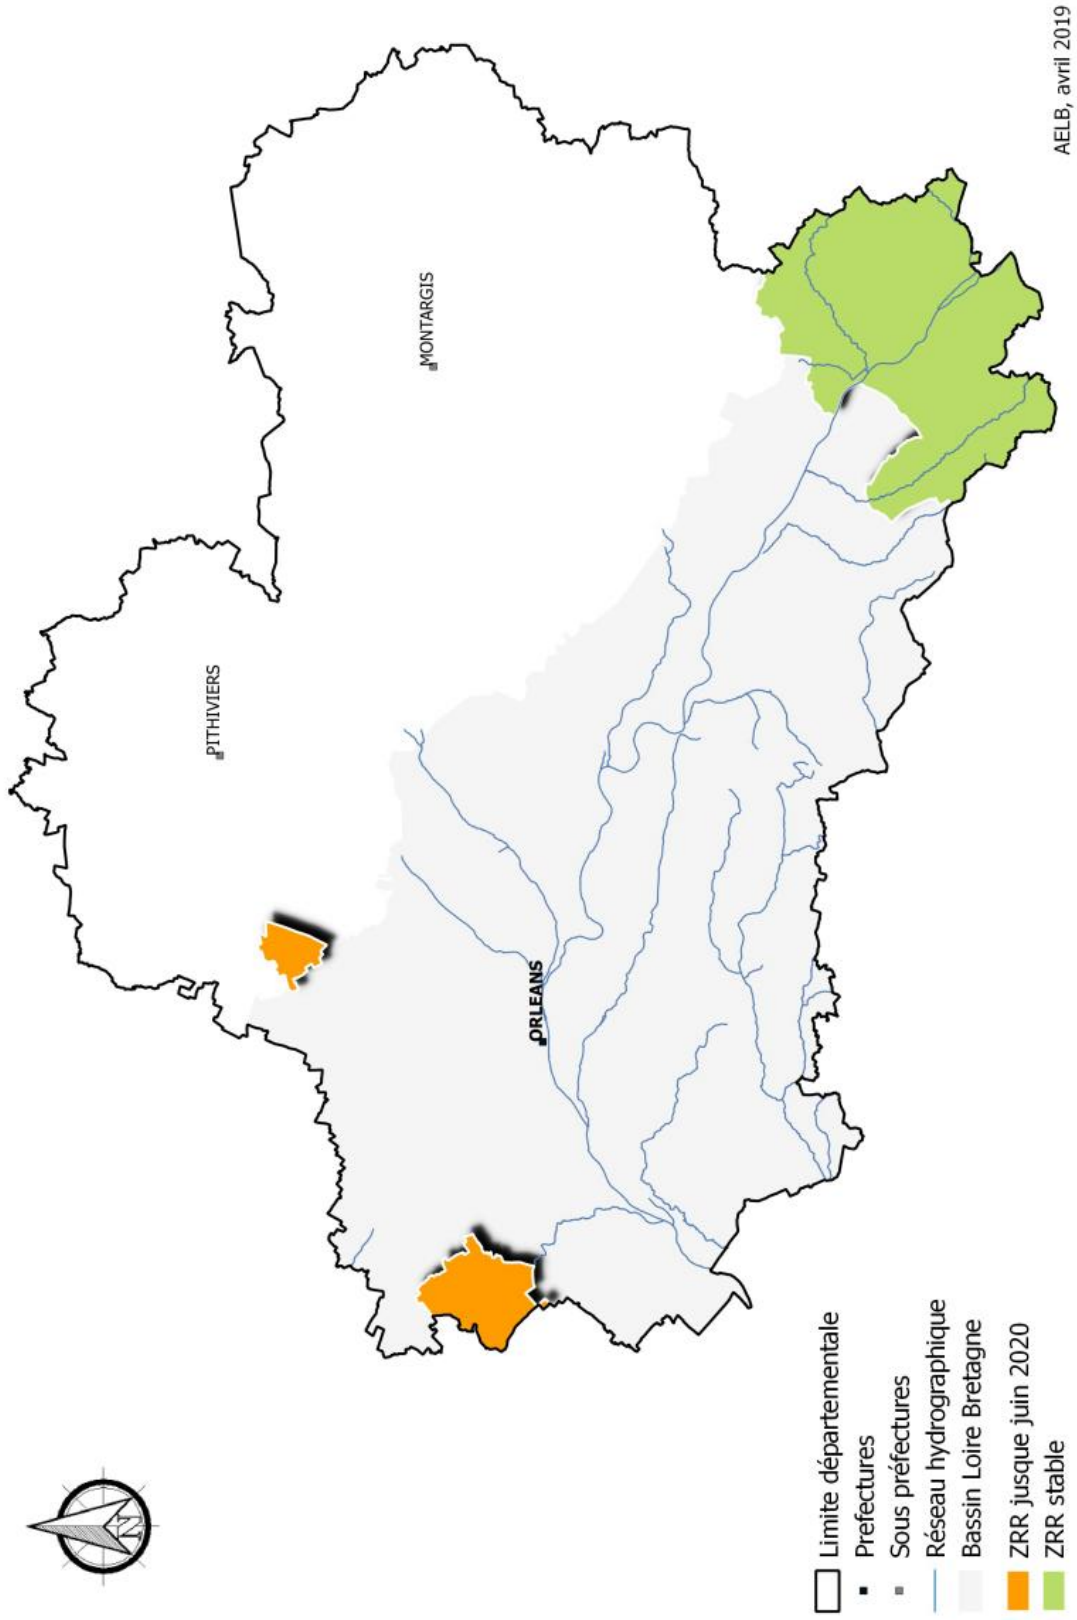 PITHIVIERS
MONTARGIS
ORLEANS
N
Limite départementale
Prefectures
Sous préfectures
Réseau hydrographique
Bassin Loire Bretagne
ZRR jusque juin 2020
ZRR stable
AELB, avril 2019